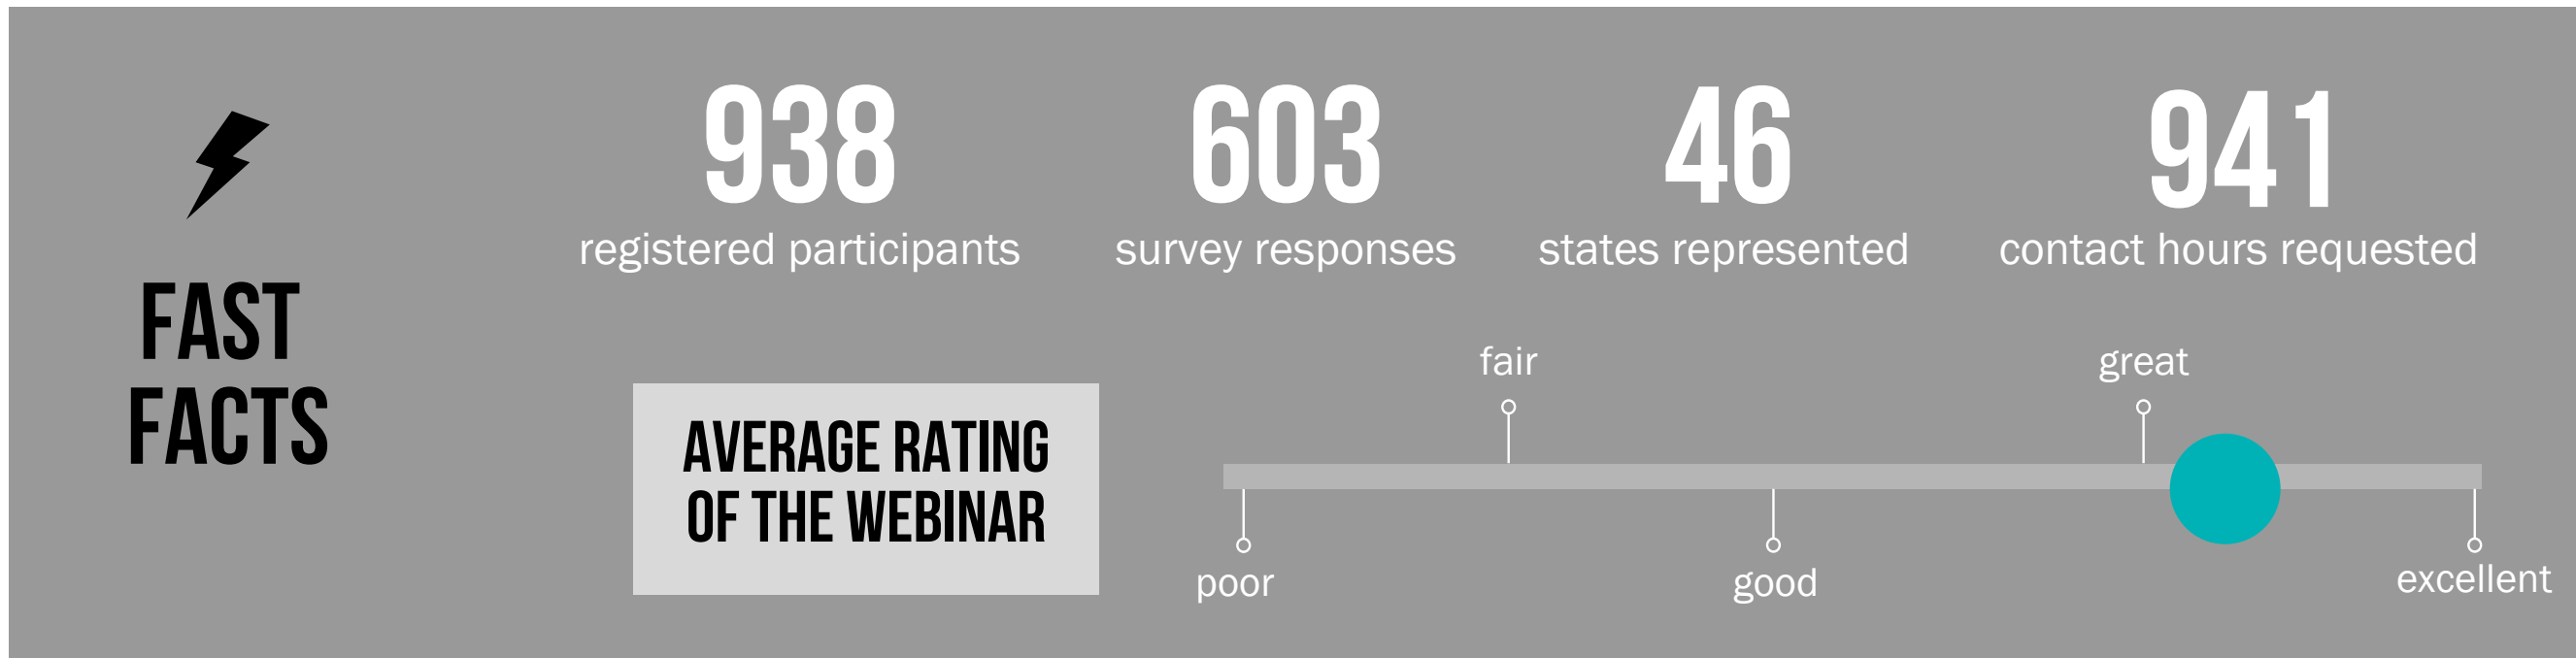 FAST
FACTS
938
registered participants
603
survey responses
46
states represented
941
contact hours requested
AVERAGE RATING
OF THE WEBINAR
poor
fair
good
great
excellent